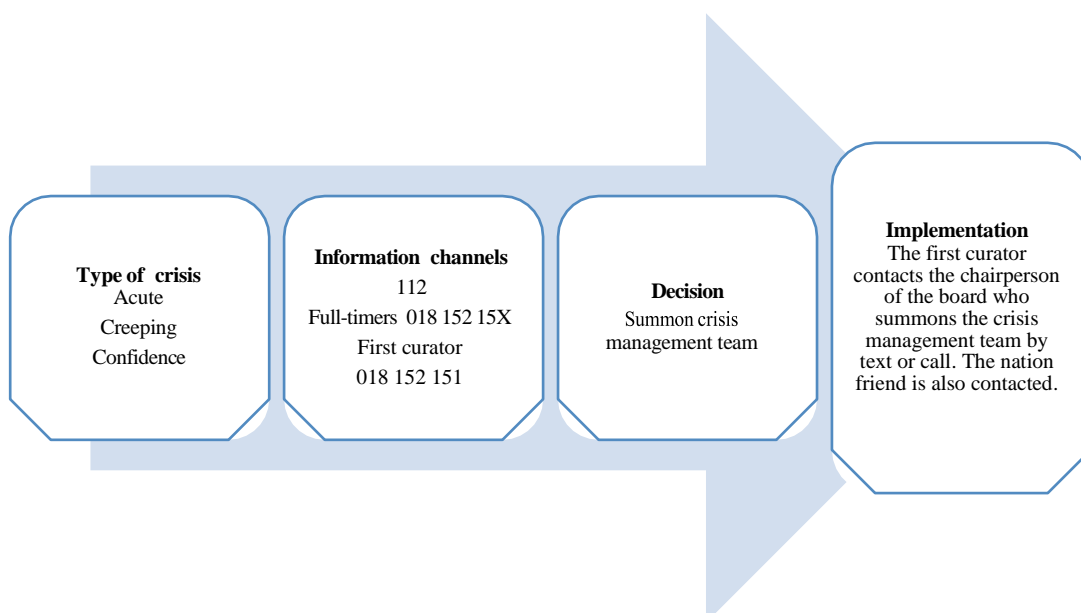 Type of crisis
Acute
Creeping
Confidence
Information channels
112
Full-timers 018 152 15X
First curator
018 152 151
Decision
Summon crisis
management team
Implementation
The first curator
contacts the chairperson
of the board who
summons the crisis
management team by
text or call. The nation
friend is also contacted.